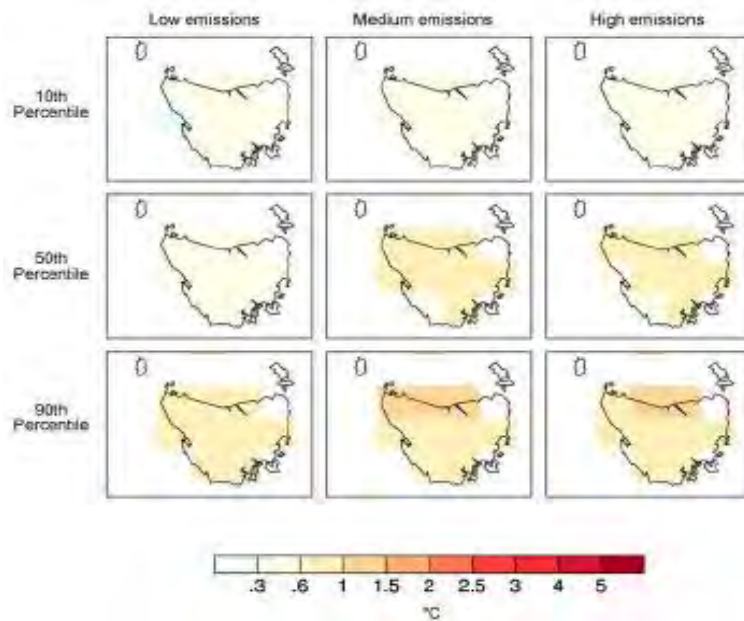 Low emissions Medium emissions High emissions
10th
Percentile
50th
Percentile
90th
Percentile
.3 .6 1 1.5 2 2.5 3 4 5
°C